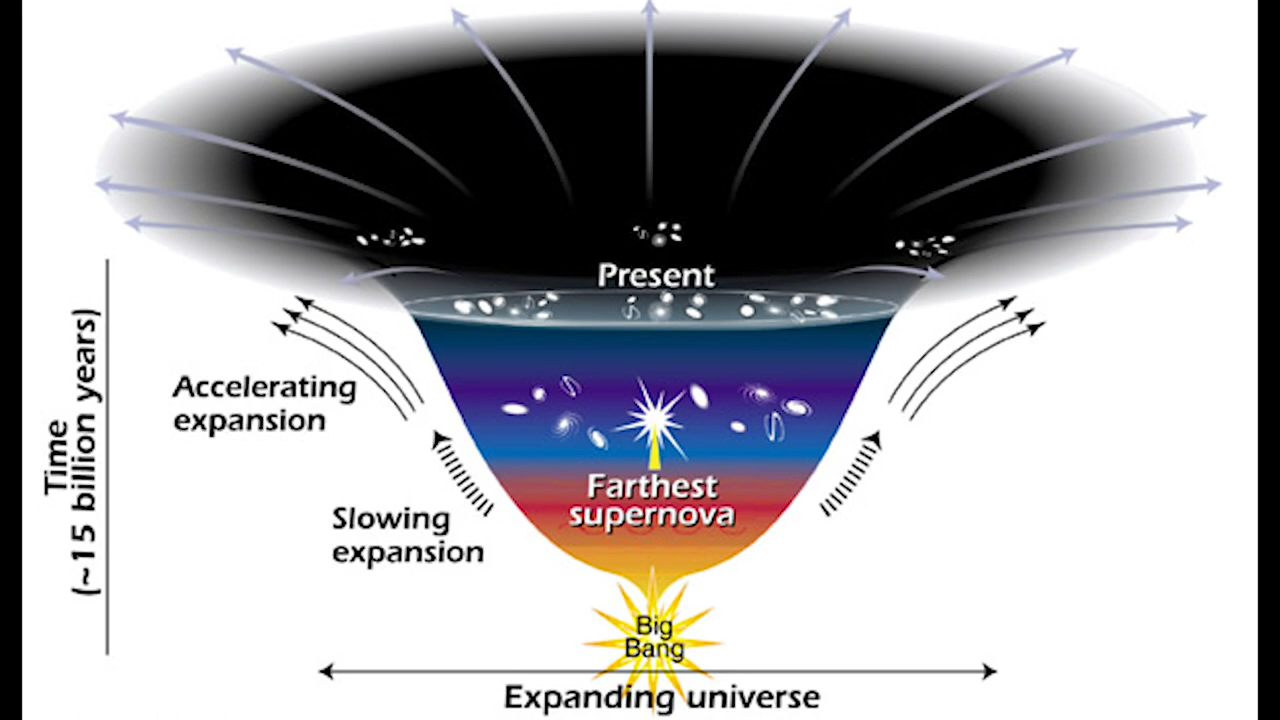 Present
Accelerating
expansion
Time
(~15 billion years)
Farthest
supernova
Slowing
expansion
Big
Bang
Expanding universe